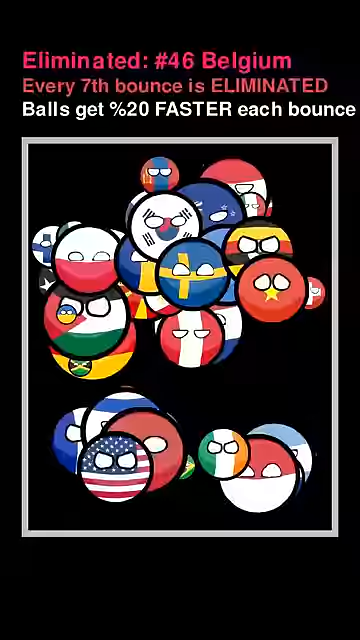 Eliminated: #46 Belgium
Every 7th bounce is ELIMINATED
Balls get %20 FASTER each bounce